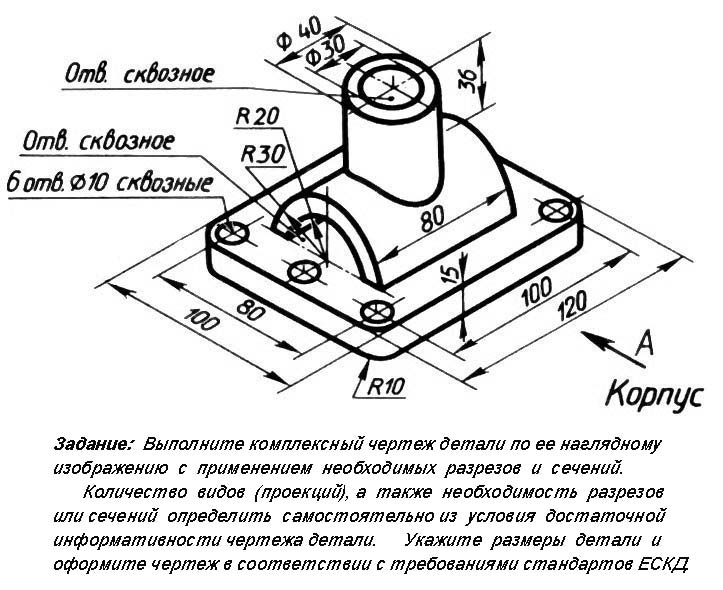 Ф 40
Ф30
Отв. сквозное
36
R20
Отв. сквозное
R30
6 отв. Ф10 сквозные
80
15
80
100
100
120
R10
А
Корпус
Задание: Выполните комплексный чертеж детали по ее наглядному
изображению с применением необходимых разрезов и сечений.
Количество видов (проекций), а также необходимость разрезов
или сечений определить самостоятельно из условия достаточной
информативности чертежа детали. Укажите размеры детали и
оформите чертеж в соответствии с требованиями стандартов ЕСКД.